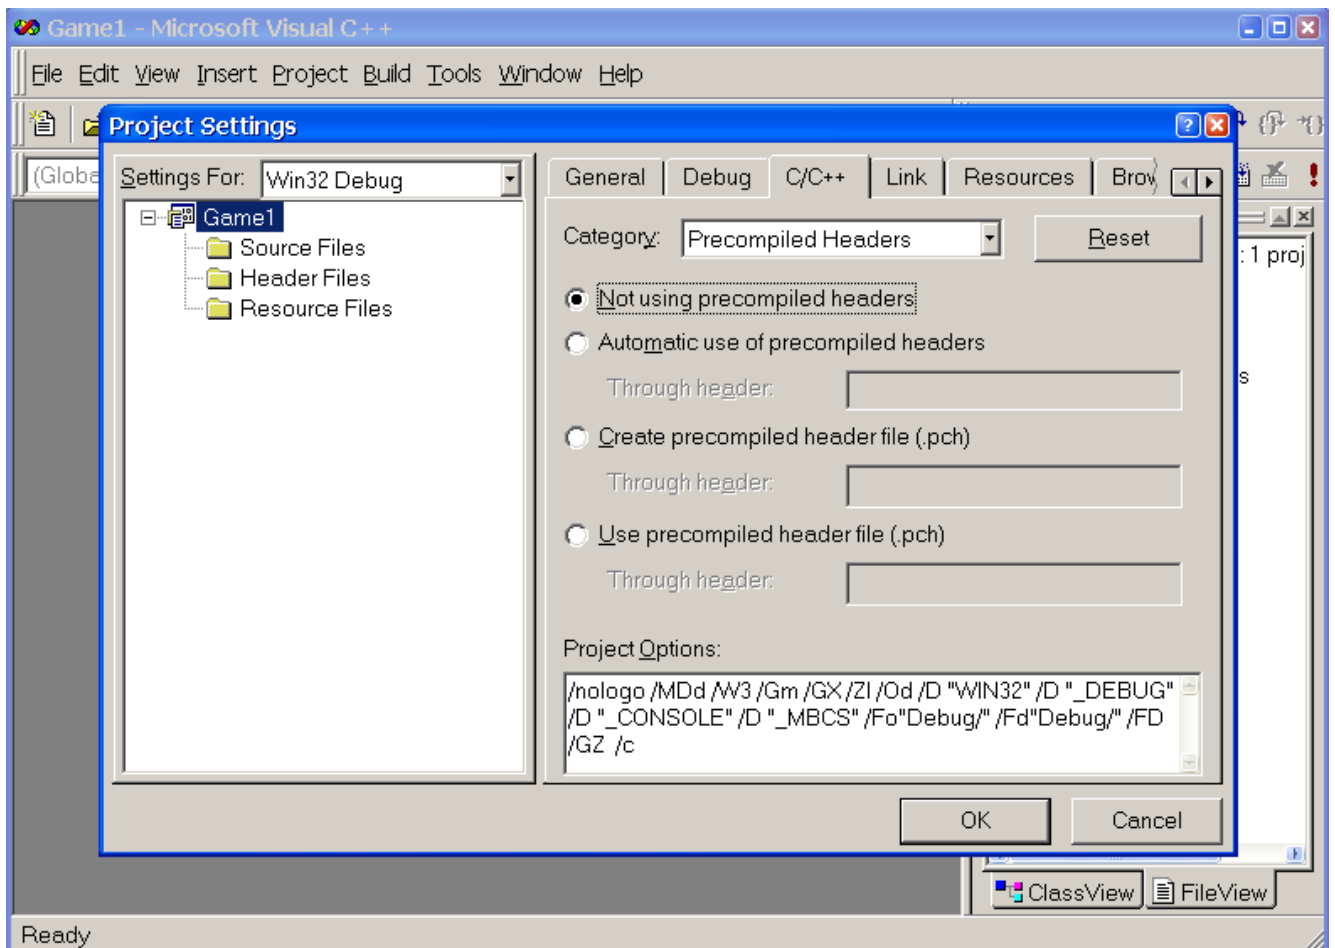 Game1 - Microsoft Visual C++
File Edit View Insert Project Build Tools Window Help
Project Settings
(Globa
Settings For: Win32 Debug
General Debug C/C++ Link Resources Brow
Game1
Source Files
Header Files
Resource Files
Category: Precompiled Headers Reset
: 1 proj
Not using precompiled headers
Automatic use of precompiled headers
Through header:
s
Create precompiled header file (.pch)
Through header:
Use precompiled header file (.pch)
Through header:
Project Options:
/nologo /MDd /W3 /Gm /GX /ZI /Od /D "WIN32" /D "_DEBUG"
/D "_CONSOLE" /D "_MBCS" /Fo"Debug/" /Fd"Debug/" /FD
/GZ /c
OK Cancel
ClassView FileView
Ready